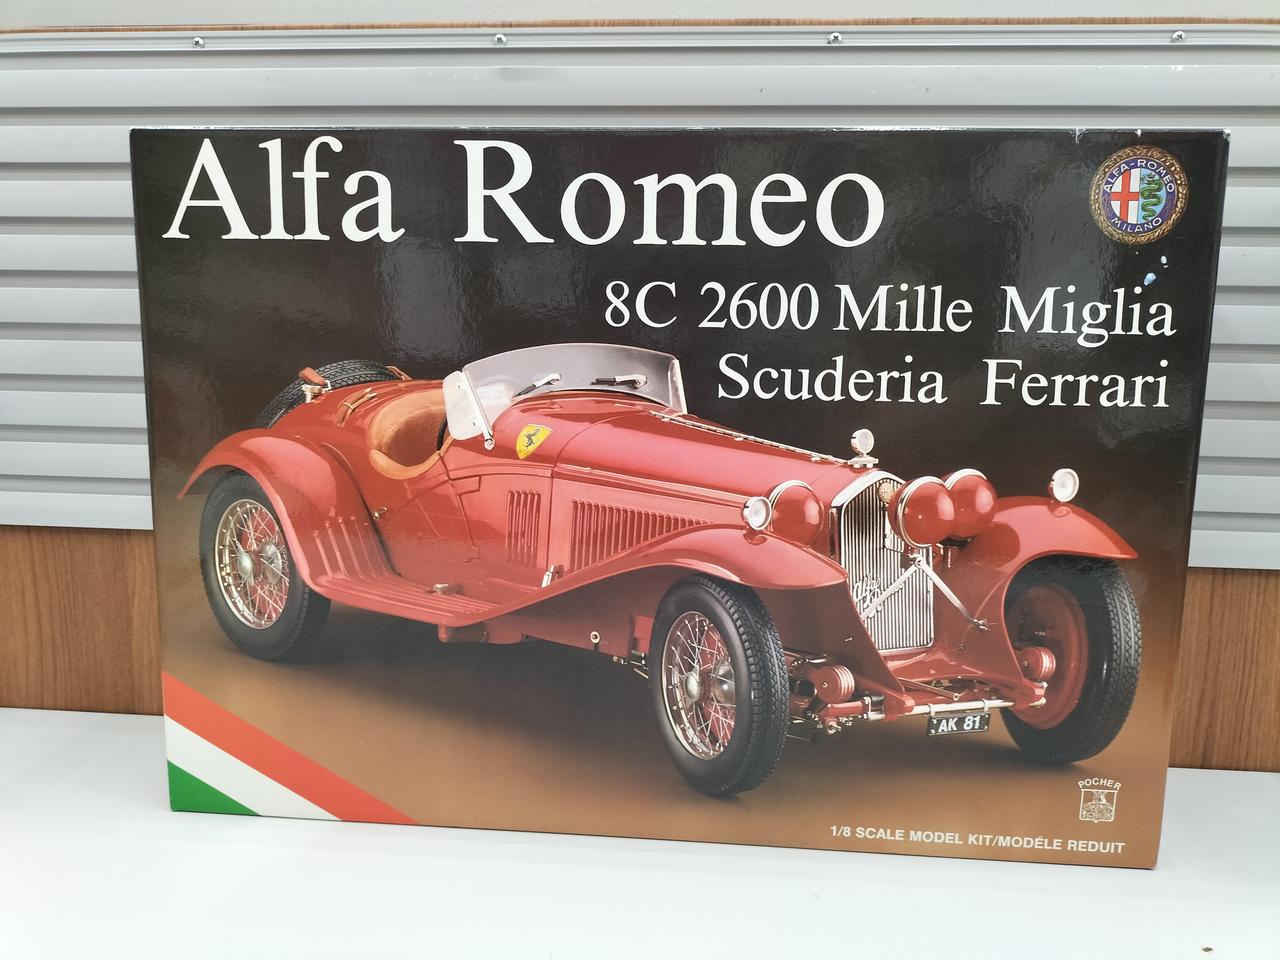 Alfa Romeo
ALFA-ROMEO
MILANO
8C 2600 Mille Miglia
Scuderia Ferrari
Alfa
AK 81
POCHER
1/8 SCALE MODEL KIT/MODÉLE REDUIT